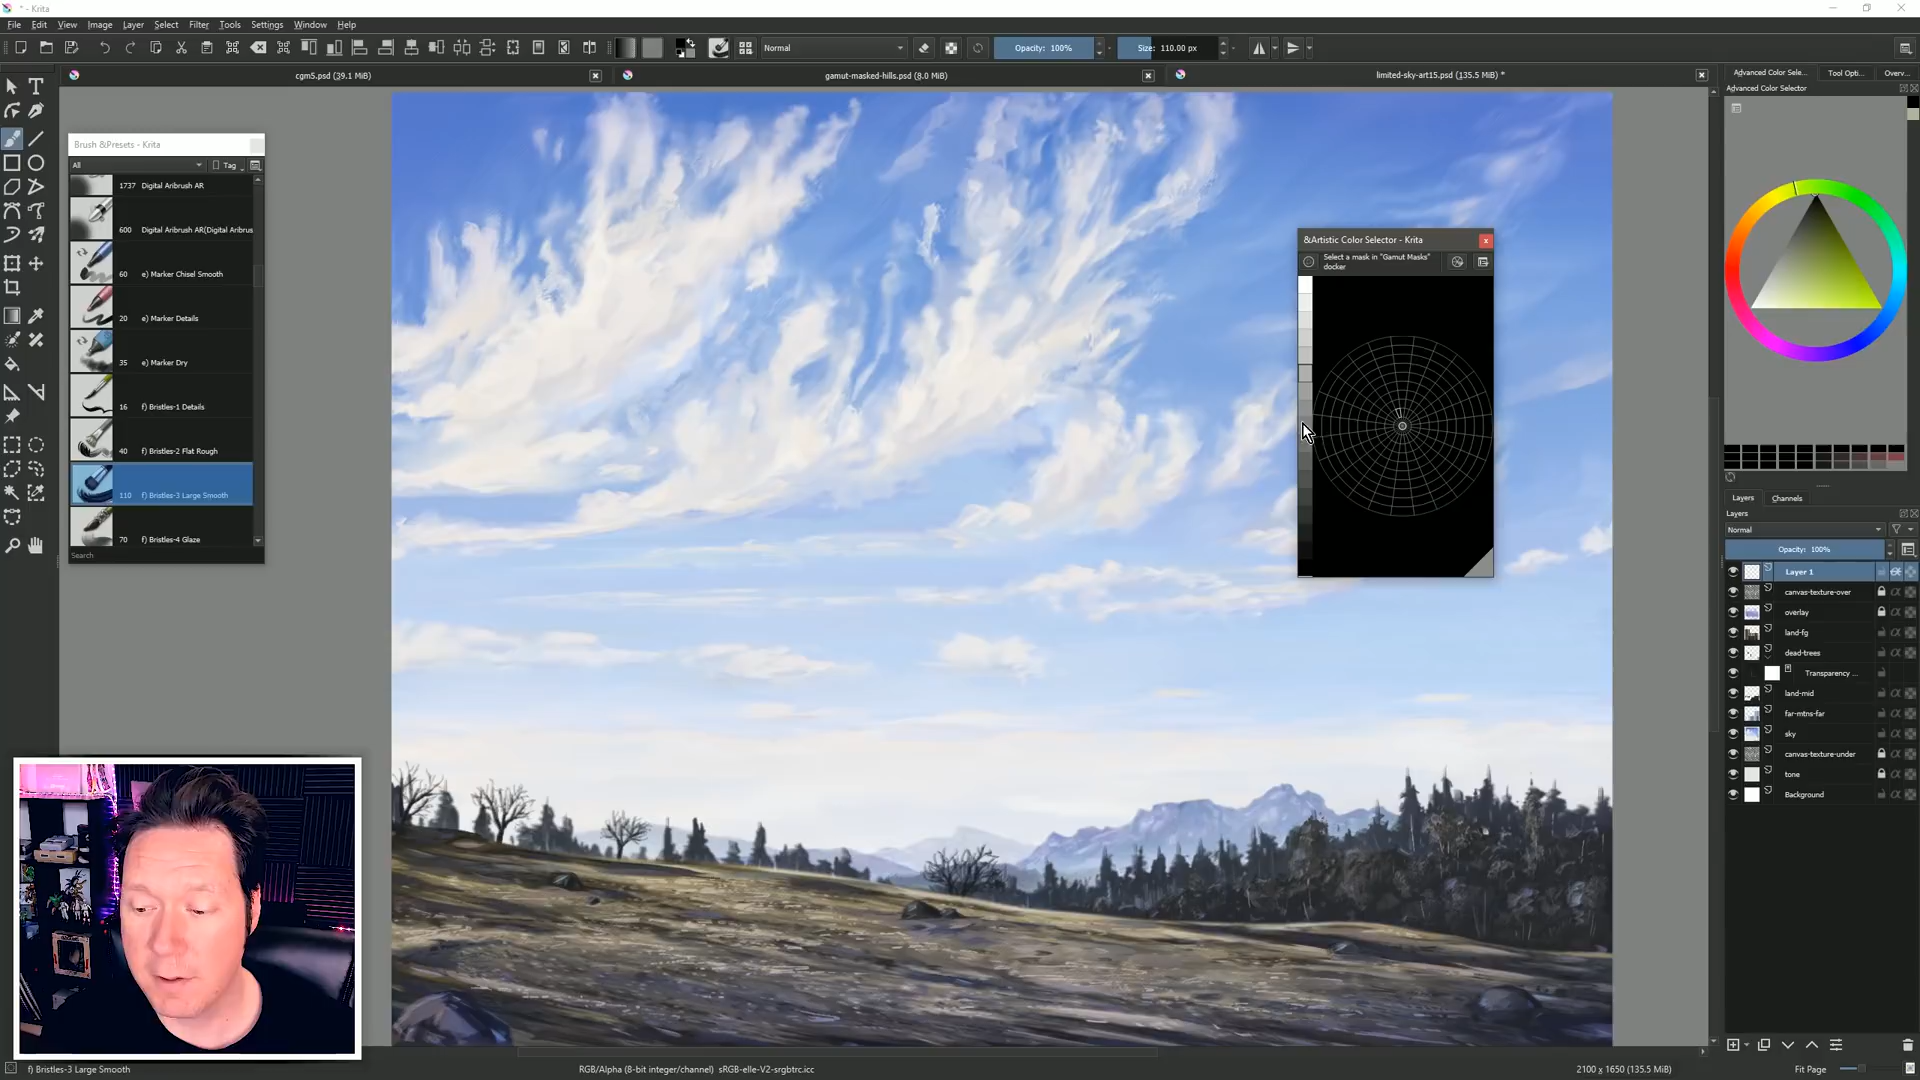 * - Krita
File Edit View Image Layer Select Filter Tools Settings Window Help
Normal
Opacity: 100%
Size: 110.00 px
cgm5.psd (39.1 MiB)
gamut-masked-hills.psd (8.0 MiB)
limited-sky-art15.psd (135.5 MiB) *
Advanced Color Sele...
Tool Opti...
Overv...
Advanced Color Selector
Brush &Presets - Krita
All
Tag
1737 Digital Aribrush AR
600 Digital Aribrush AR(Digital Aribrus
60 e) Marker Chisel Smooth
20 e) Marker Details
35 e) Marker Dry
16 f) Bristles-1 Details
40 f) Bristles-2 Flat Rough
110 f) Bristles-3 Large Smooth
70 f) Bristles-4 Glaze
Search
&Artistic Color Selector - Krita
Select a mask in "Gamut Masks"
docker
Layers
Channels
Layers
Normal
Opacity: 100%
Layer 1
canvas-texture-over
overlay
land-fg
dead-trees
Transparency ...
land-mid
far-mtns-far
sky
canvas-texture-under
tone
Background
f) Bristles-3 Large Smooth
RGB/Alpha (8-bit integer/channel) sRGB-elle-V2-srgbtrc.icc
2100 x 1650 (135.5 MiB)
Fit Page